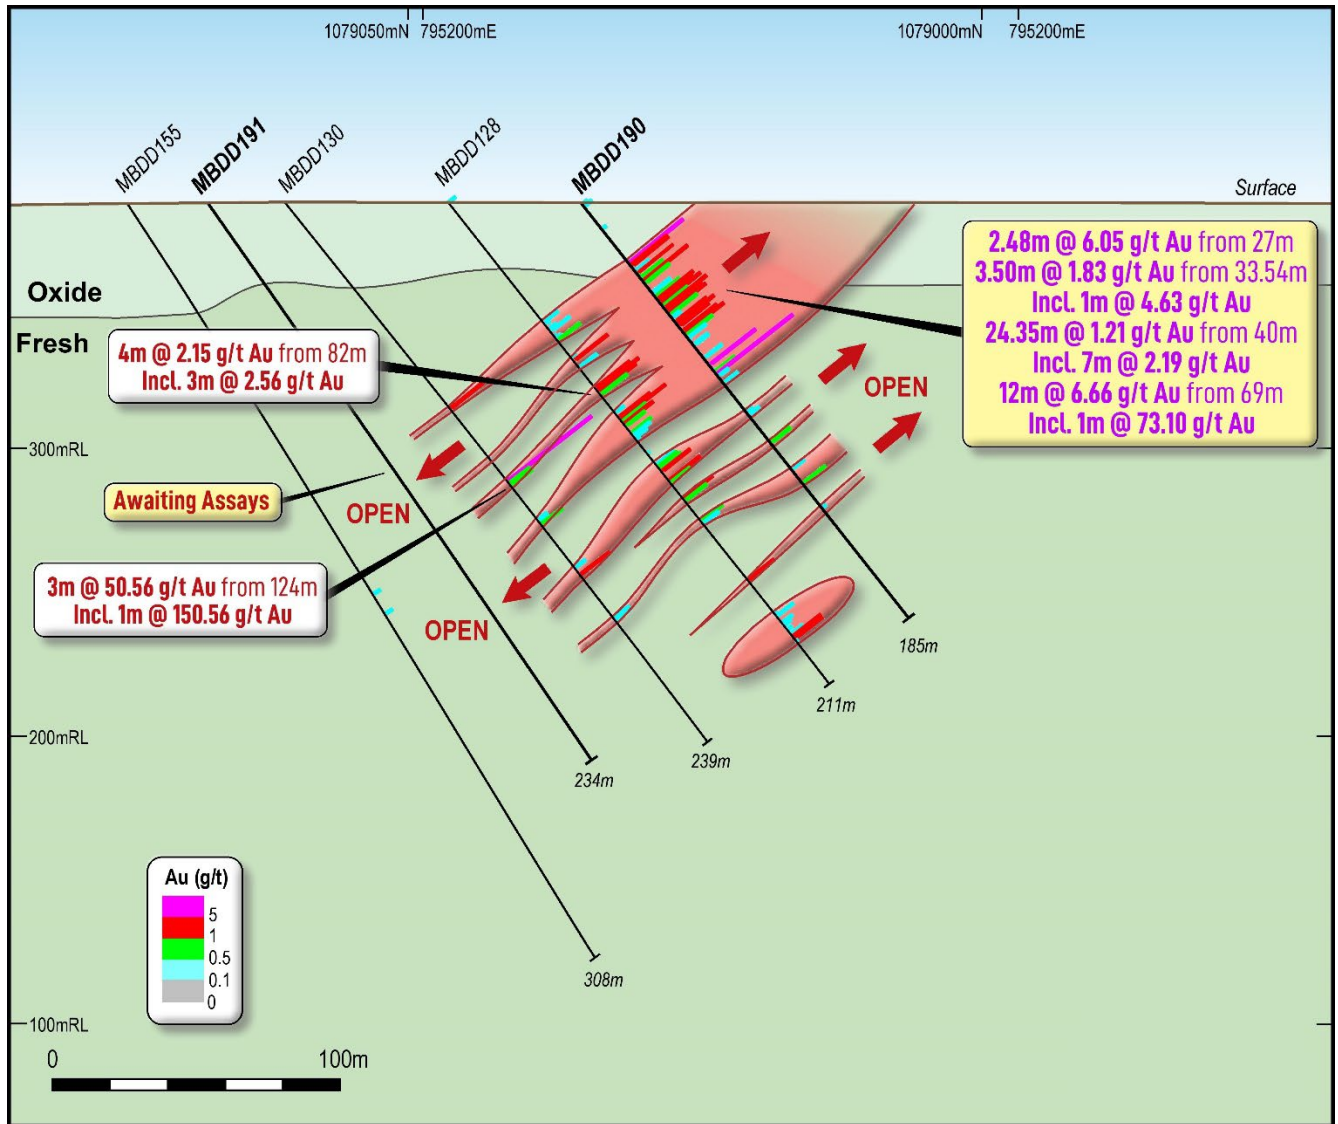 1079050mN 795200mE
1079000mN 795200mE
MBDD155
MBDD191
MBDD130
MBDD128
MBDD190
Surface
2.48m @ 6.05 g/t Au from 27m
3.50m @ 1.83 g/t Au from 33.54m
Incl. 1m @ 4.63 g/t Au
24.35m @ 1.21 g/t Au from 40m
Incl. 7m @ 2.19 g/t Au
12m @ 6.66 g/t Au from 69m
Incl. 1m @ 73.10 g/t Au
Oxide
Fresh
4m @ 2.15 g/t Au from 82m
Incl. 3m @ 2.56 g/t Au
OPEN
300mRL
Awaiting Assays
OPEN
3m @ 50.56 g/t Au from 124m
Incl. 1m @ 150.56 g/t Au
OPEN
185m
211m
200mRL
239m
234m
Au (g/t)
5
1
0.5
0.1
0
308m
100mRL
0 100m